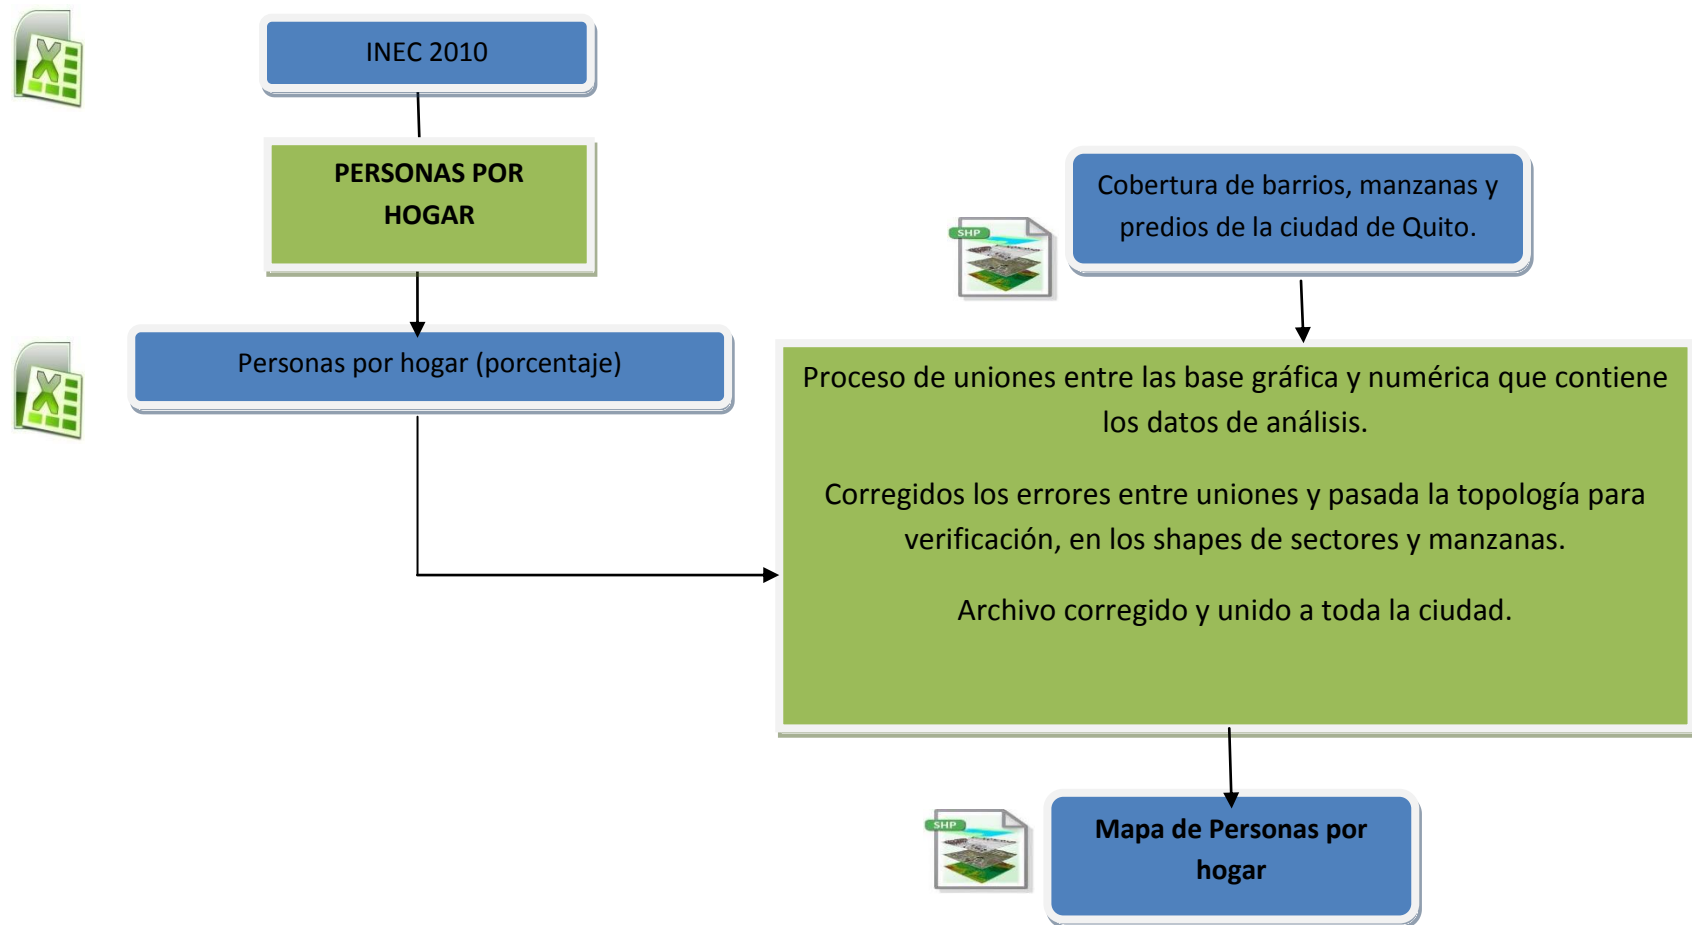 INEC 2010
PERSONAS POR
HOGAR
Cobertura de barrios, manzanas y
predios de la ciudad de Quito.
SHP
Personas por hogar (porcentaje)
Proceso de uniones entre las base gráfica y numérica que contiene
los datos de análisis.
Corregidos los errores entre uniones y pasada la topología para
verificación, en los shapes de sectores y manzanas.
Archivo corregido y unido a toda la ciudad.
SHP
Mapa de Personas por
hogar